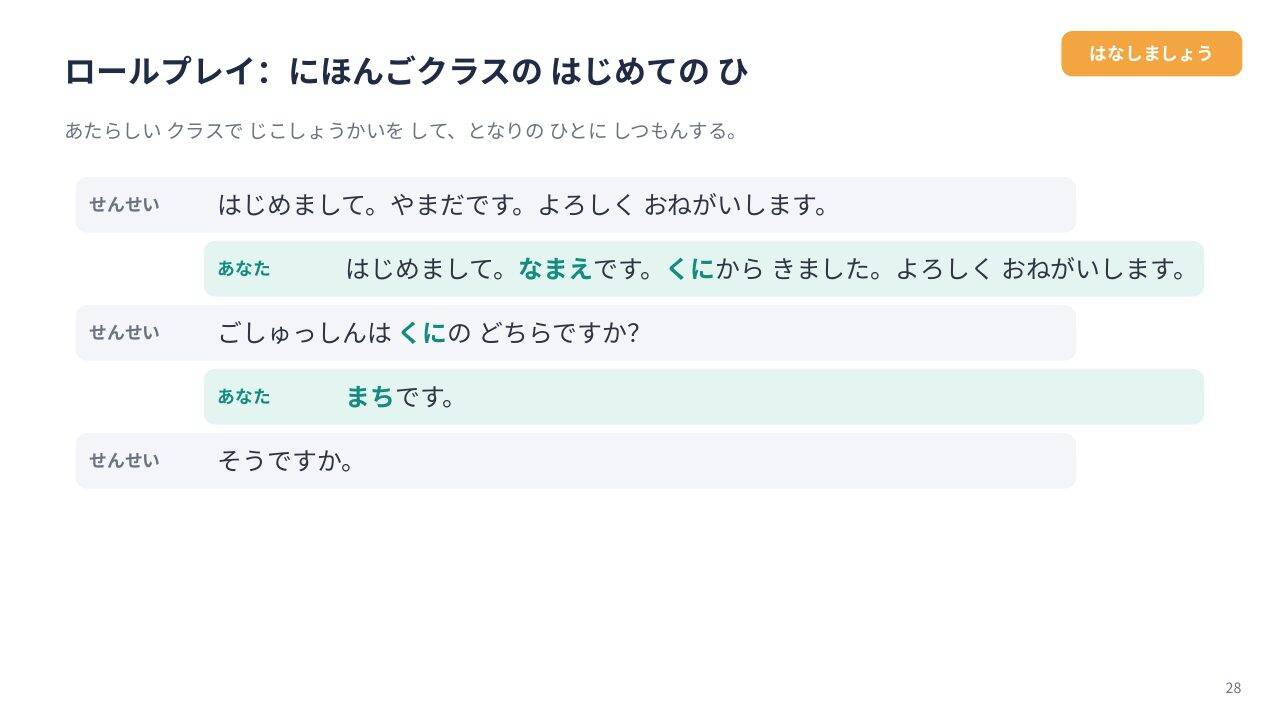 ロールプレイ：にほんごクラスの はじめての ひ
はなしましょう
あたらしい クラスで じこしょうかいを して、となりの ひとに しつもんする。
せんせい はじめまして。やまだです。よろしく おねがいします。
あなた はじめまして。なまえです。くにから きました。よろしく おねがいします。
せんせい ごしゅっしんは くにの どちらですか？
あなた まちです。
せんせい そうですか。
28